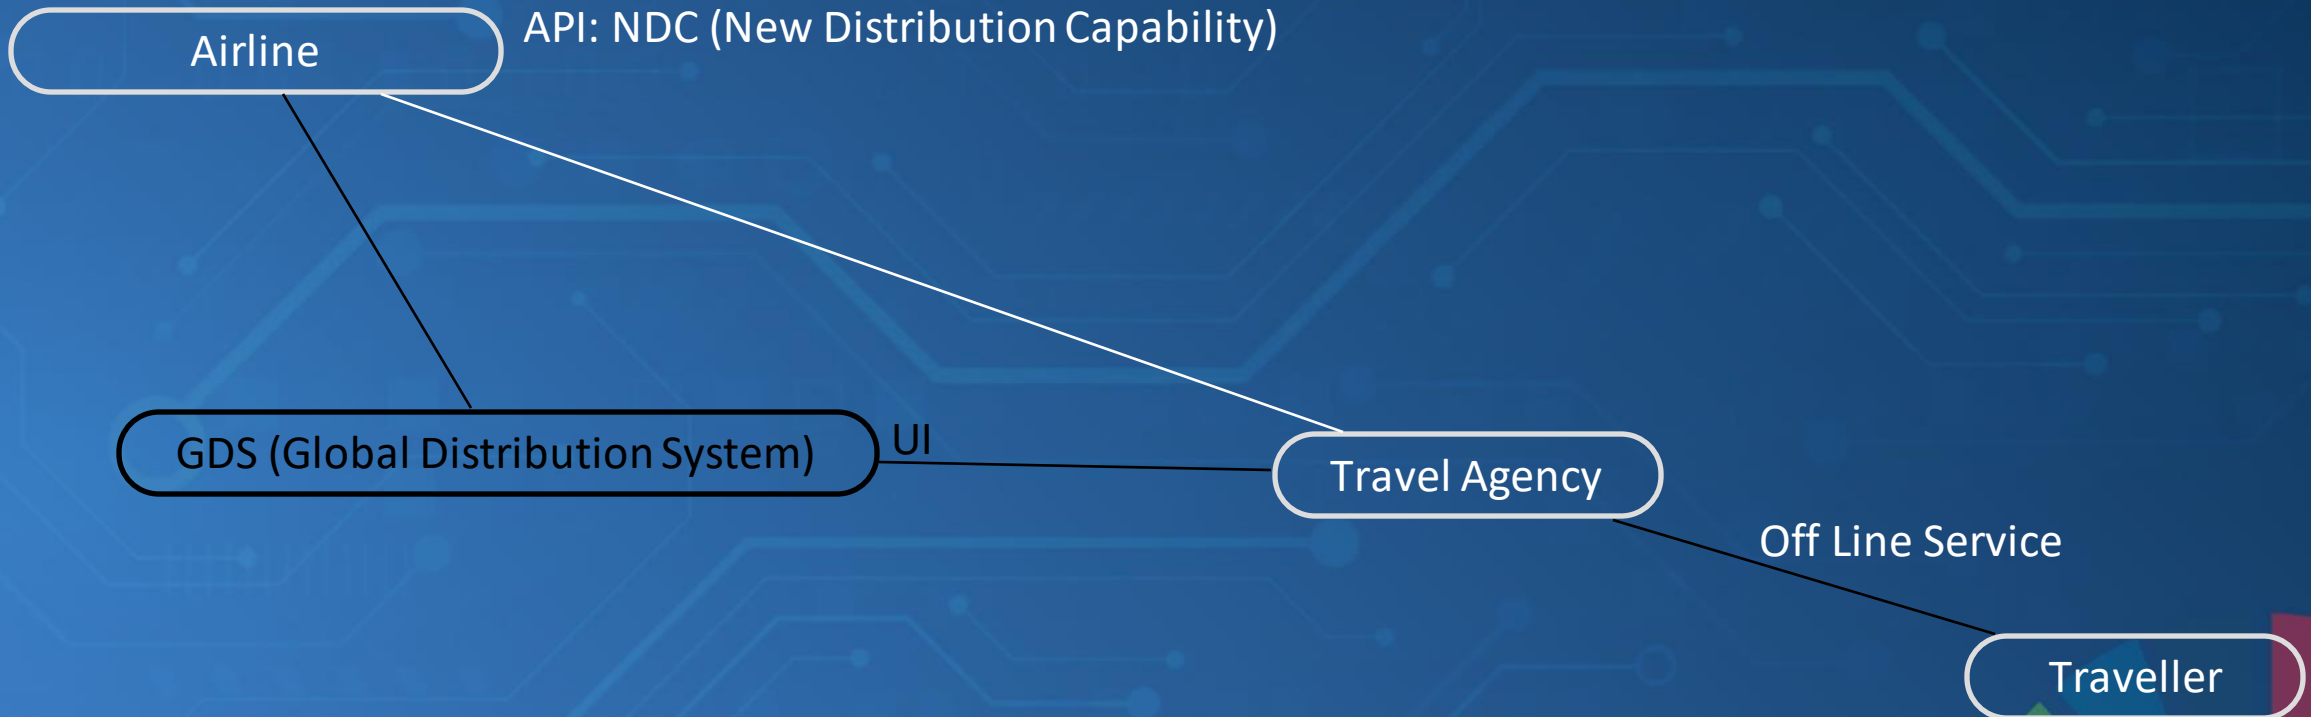 API: NDC (New Distribution Capability)
Airline
GDS (Global Distribution System)
UI
Travel Agency
Off Line Service
Traveller